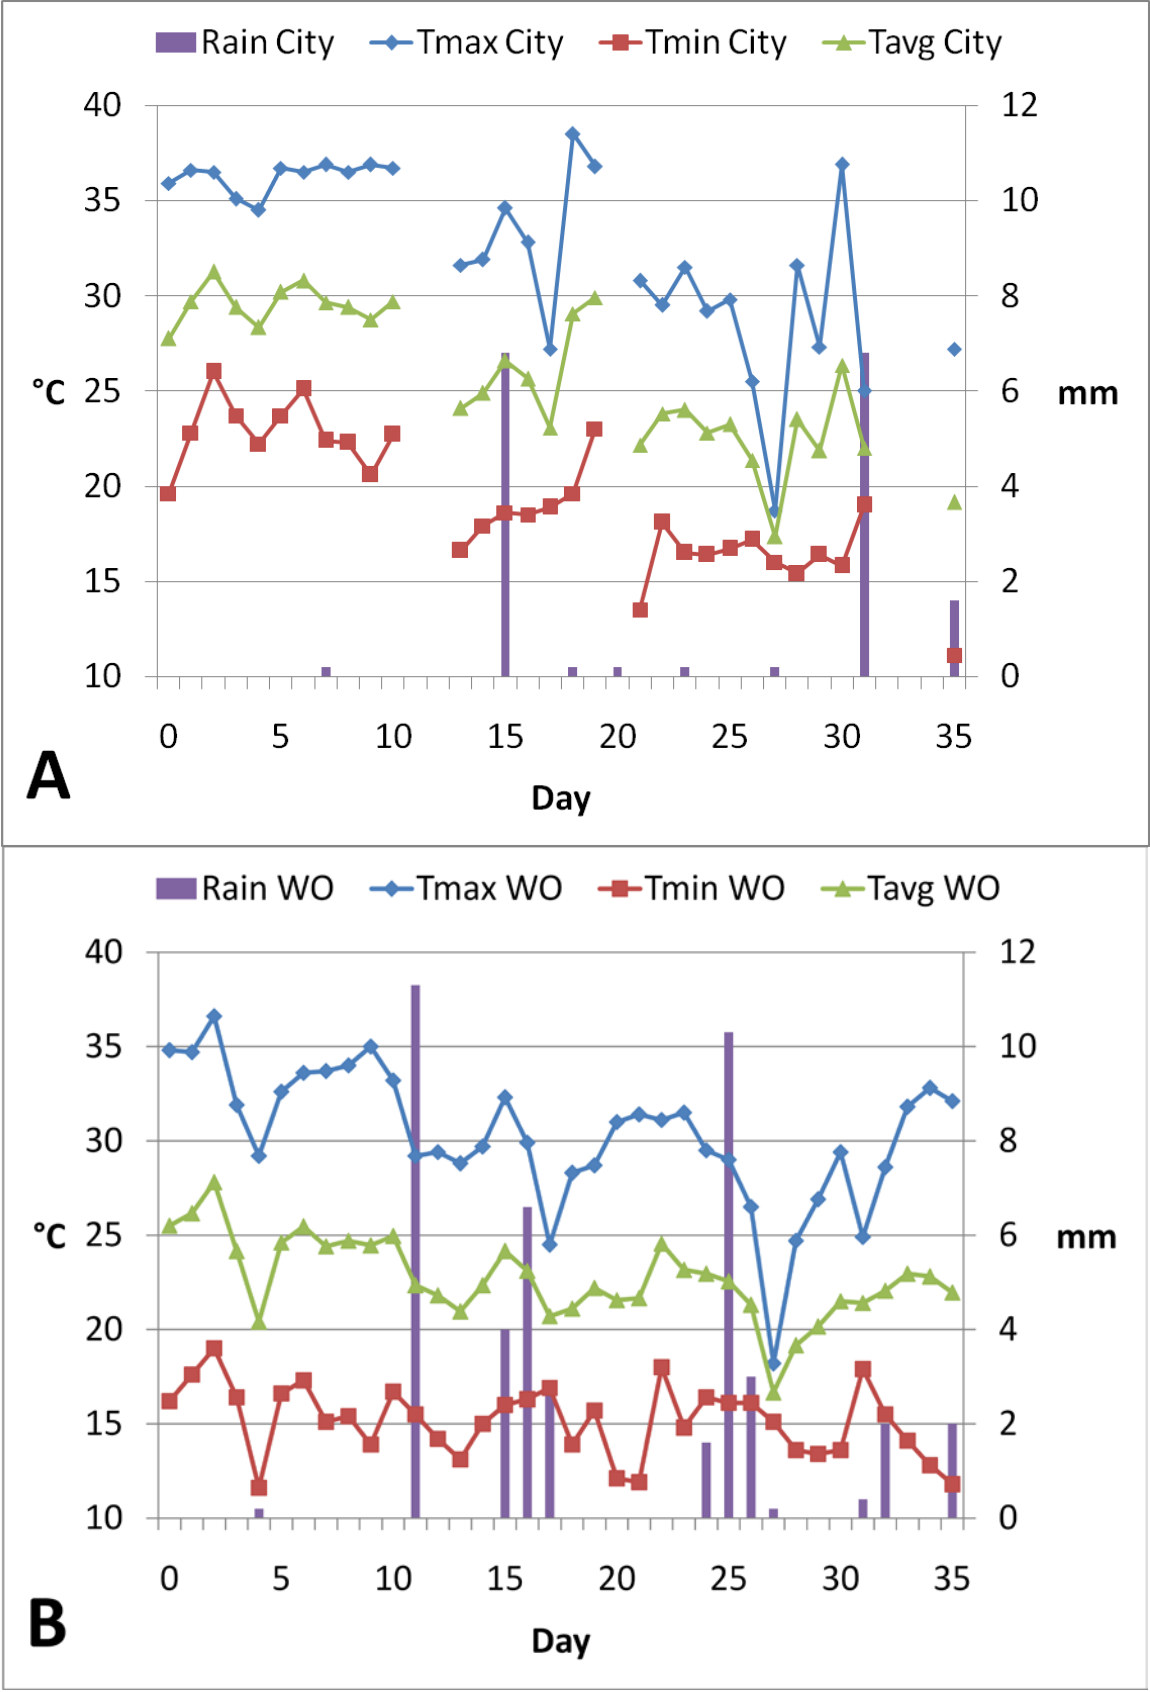 Rain City Tmax City Tmin City Tavg City
40 12
35 10
30 8
°C 25 6 mm
20 4
15 2
10 0
0 5 10 15 20 25 30 35
A
Day
Rain WO Tmax WO Tmin WO Tavg WO
40 12
35 10
30 8
°C 25 6 mm
20 4
15 2
10 0
0 5 10 15 20 25 30 35
B
Day